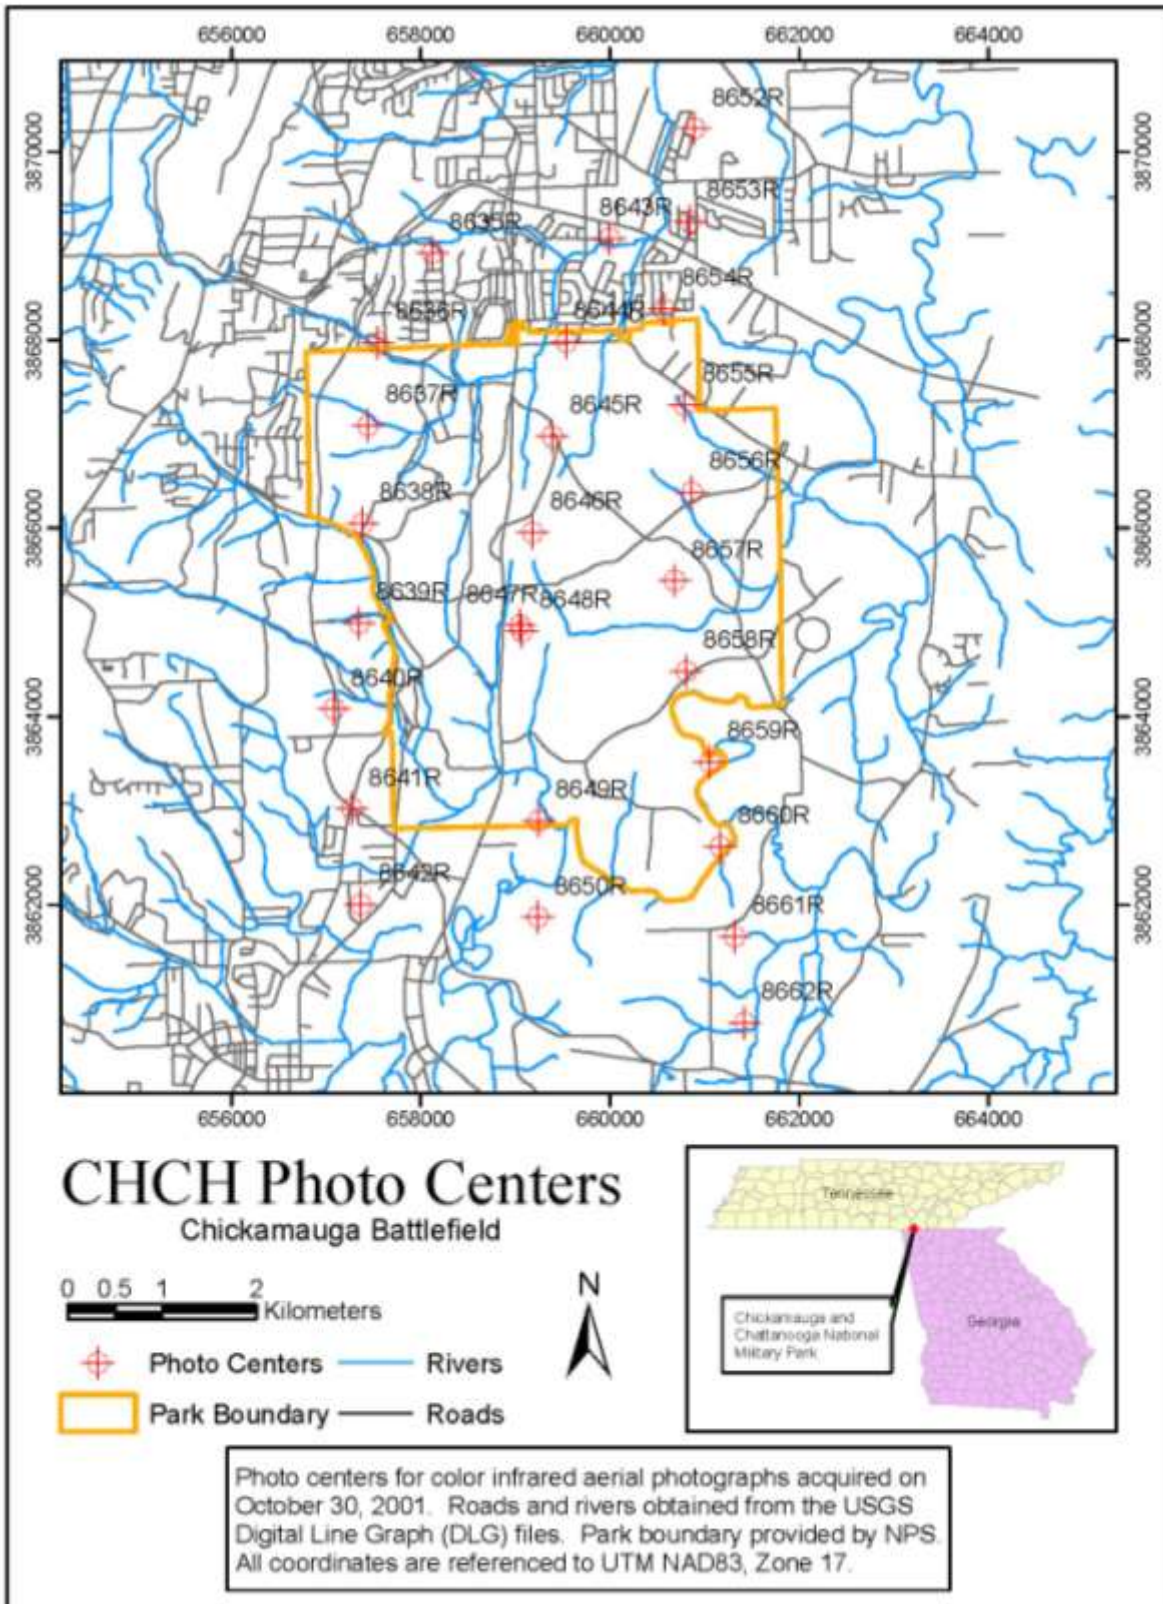 656000 658000 660000 662000 664000
8652R
3870000
3870000
8653R
8643R
8635R
8654R
8636R
8644R
3868000
3868000
8655R
8637R
8645R
8656R
8638R
8646R
3866000
3866000
8657R
8639R
8647R
8648R
8658R
8640R
3864000
3864000
8659R
8641R
8649R
8660R
8642R
8650R
3862000
3862000
8661R
8662R
656000 658000 660000 662000 664000
CHCH Photo Centers
Chickamauga Battlefield
0 0.5 1 2
Kilometers
N
Photo Centers
Rivers
Park Boundary
Roads
Tennessee
Georgia
Chickamauga and
Chattanooga National
Military Park
Photo centers for color infrared aerial photographs acquired on
October 30, 2001. Roads and rivers obtained from the USGS
Digital Line Graph (DLG) files. Park boundary provided by NPS.
All coordinates are referenced to UTM NAD83, Zone 17.